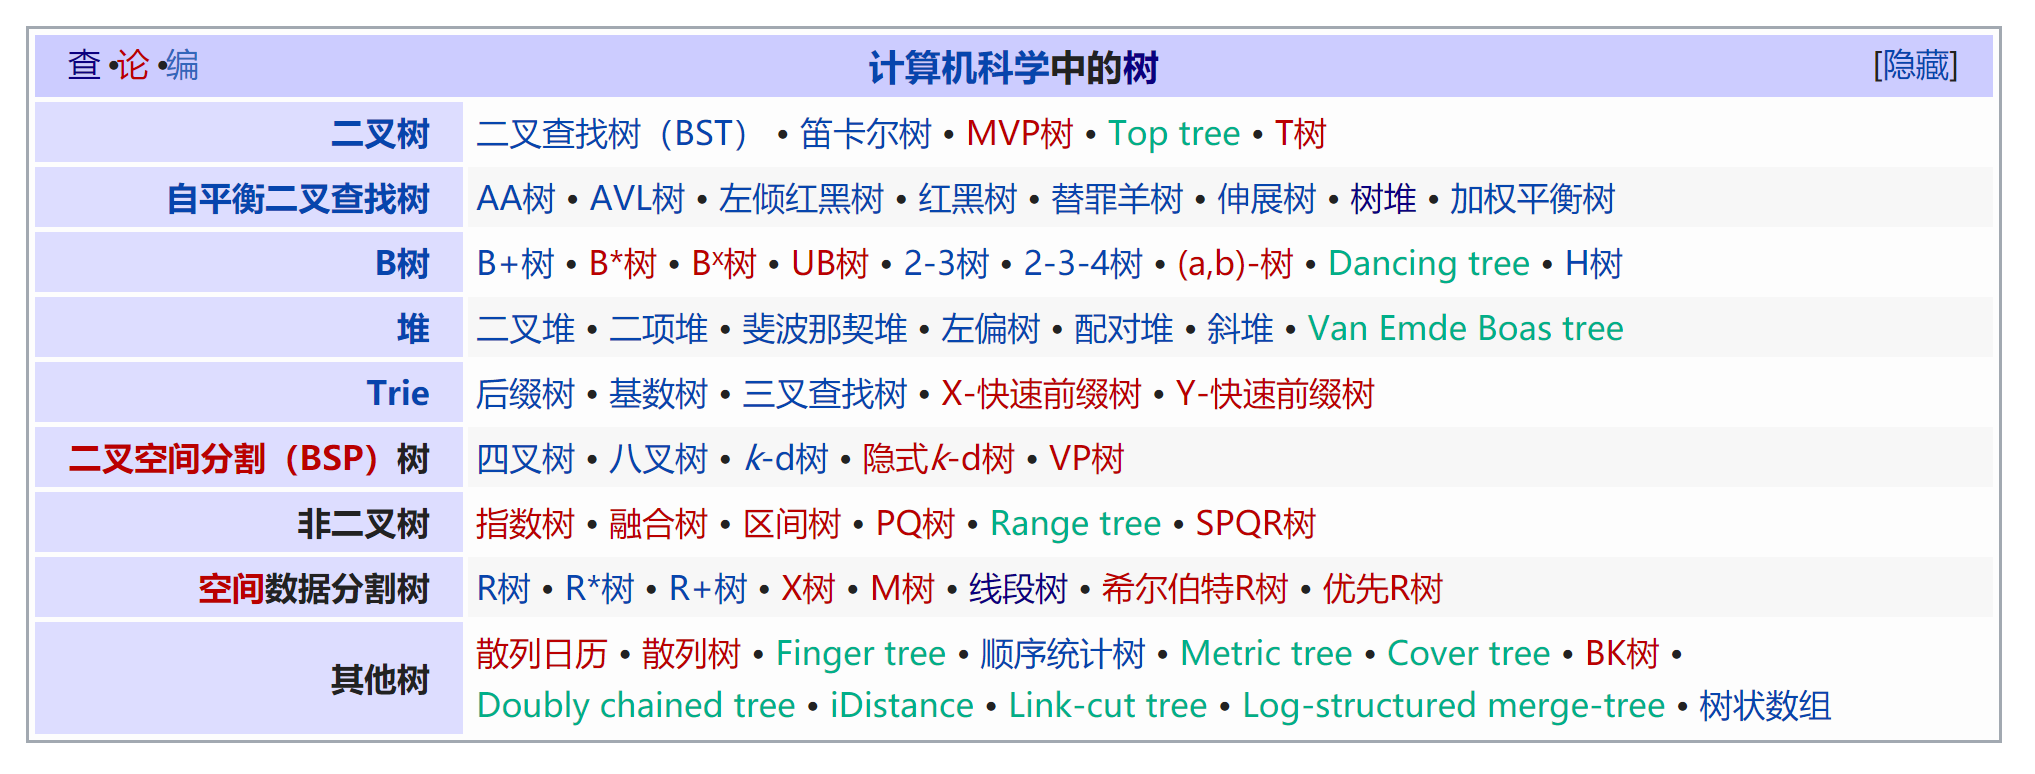 查·论·编 计算机科学中的树 [隐藏]
二叉树 二叉查找树（BST） • 笛卡尔树 • MVP树 • Top tree • T树
自平衡二叉查找树 AA树 • AVL树 • 左倾红黑树 • 红黑树 • 替罪羊树 • 伸展树 • 树堆 • 加权平衡树
B树 B+树 • B*树 • Bˣ树 • UB树 • 2-3树 • 2-3-4树 • (a,b)-树 • Dancing tree • H树
堆 二叉堆 • 二项堆 • 斐波那契堆 • 左偏树 • 配对堆 • 斜堆 • Van Emde Boas tree
Trie 后缀树 • 基数树 • 三叉查找树 • X-快速前缀树 • Y-快速前缀树
二叉空间分割（BSP）树 四叉树 • 八叉树 • k-d树 • 隐式k-d树 • VP树
非二叉树 指数树 • 融合树 • 区间树 • PQ树 • Range tree • SPQR树
空间数据分割树 R树 • R*树 • R+树 • X树 • M树 • 线段树 • 希尔伯特R树 • 优先R树
其他树 散列日历 • 散列树 • Finger tree • 顺序统计树 • Metric tree • Cover tree • BK树 •
Doubly chained tree • iDistance • Link-cut tree • Log-structured merge-tree • 树状数组